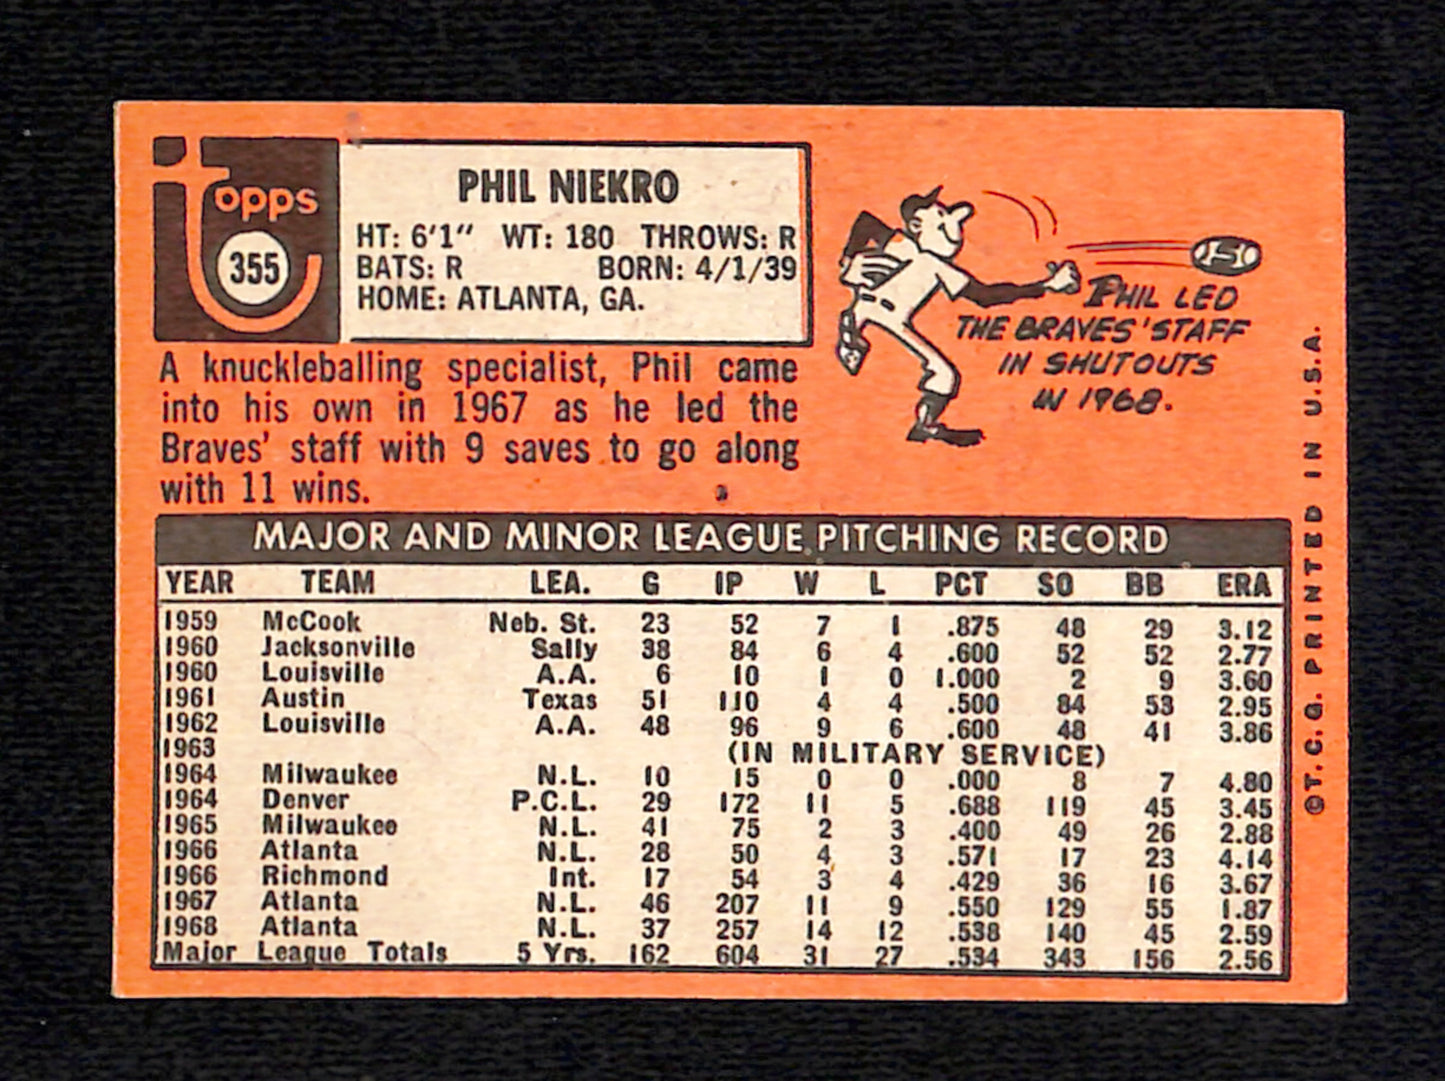 topps
355
PHIL NIEKRO
HT: 6'1" WT: 180 THROWS: R
BATS: R BORN: 4/1/39
HOME: ATLANTA, GA.
A knuckleballing specialist, Phil came
into his own in 1967 as he led the
Braves' staff with 9 saves to go along
with 11 wins.
PHIL LED
THE BRAVES' STAFF
IN SHUTOUTS
IN 1968.
MAJOR AND MINOR LEAGUE PITCHING RECORD
YEAR TEAM LEA. G IP W L PCT SO BB ERA
1959 McCook Neb. St. 23 52 7 1 .875 48 29 3.12
1960 Jacksonville Sally 38 84 6 4 .600 52 52 2.77
1960 Louisville A.A. 6 10 1 0 1.000 2 9 3.60
1961 Austin Texas 51 110 4 4 .500 84 53 2.95
1962 Louisville A.A. 48 96 9 6 .600 48 41 3.86
1963 (IN MILITARY SERVICE)
1964 Milwaukee N.L. 10 15 0 0 .000 8 7 4.80
1964 Denver P.C.L. 29 172 11 5 .688 119 45 3.45
1965 Milwaukee N.L. 41 75 2 3 .400 49 26 2.88
1966 Atlanta N.L. 28 50 4 3 .571 17 23 4.14
1966 Richmond Int. 17 54 3 4 .429 36 16 3.67
1967 Atlanta N.L. 46 207 11 9 .550 129 55 1.87
1968 Atlanta N.L. 37 257 14 12 .538 140 45 2.59
Major League Totals 5 Yrs. 162 604 31 27 .534 343 156 2.56
©T.C.G. PRINTED IN U.S.A.